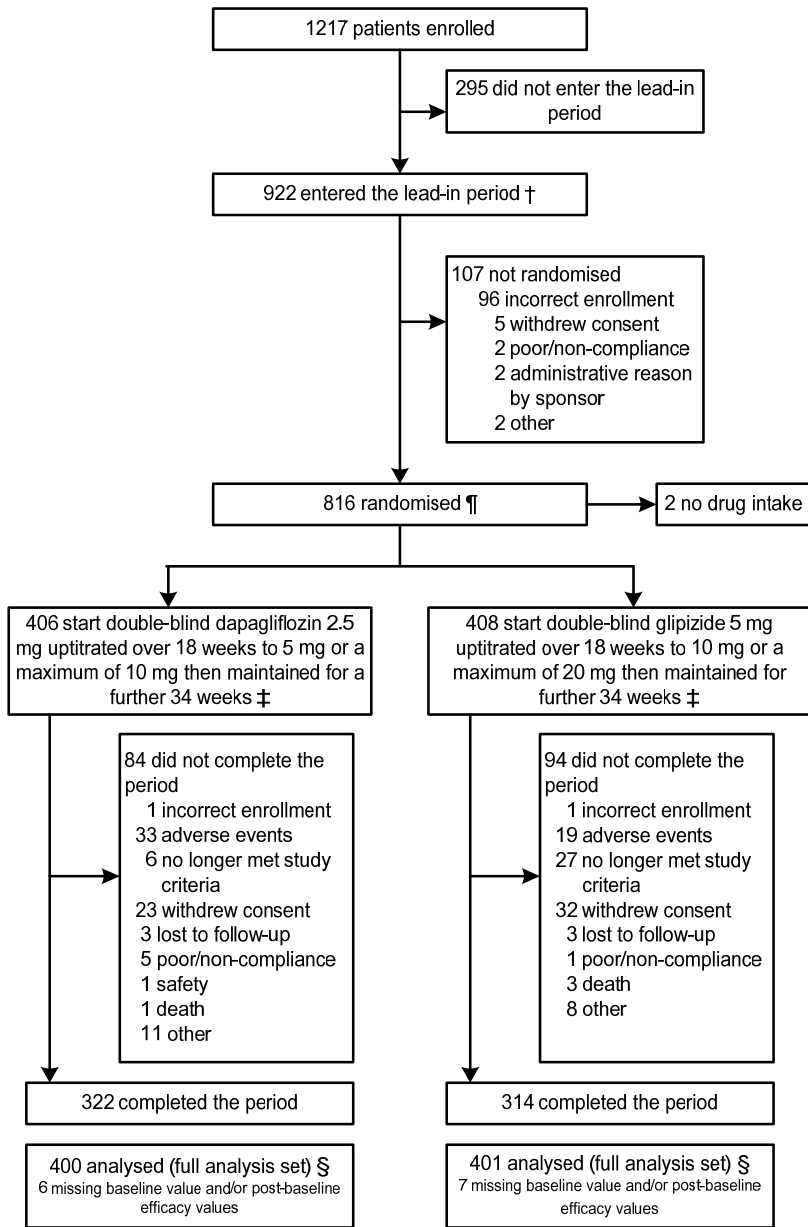 1217 patients enrolled
295 did not enter the lead-in
period
922 entered the lead-in period †
107 not randomised
96 incorrect enrollment
5 withdrew consent
2 poor/non-compliance
2 administrative reason
by sponsor
2 other
816 randomised ¶
2 no drug intake
406 start double-blind dapagliflozin 2.5
mg uptitrated over 18 weeks to 5 mg or a
maximum of 10 mg then maintained for a
further 34 weeks ‡
408 start double-blind glipizide 5 mg
uptitrated over 18 weeks to 10 mg or a
maximum of 20 mg then maintained for
further 34 weeks ‡
84 did not complete the
period
1 incorrect enrollment
33 adverse events
6 no longer met study
criteria
23 withdrew consent
3 lost to follow-up
5 poor/non-compliance
1 safety
1 death
11 other
94 did not complete the
period
1 incorrect enrollment
19 adverse events
27 no longer met study
criteria
32 withdrew consent
3 lost to follow-up
1 poor/non-compliance
3 death
8 other
322 completed the period
314 completed the period
400 analysed (full analysis set) §
6 missing baseline value and/or post-baseline
efficacy values
401 analysed (full analysis set) §
7 missing baseline value and/or post-baseline
efficacy values